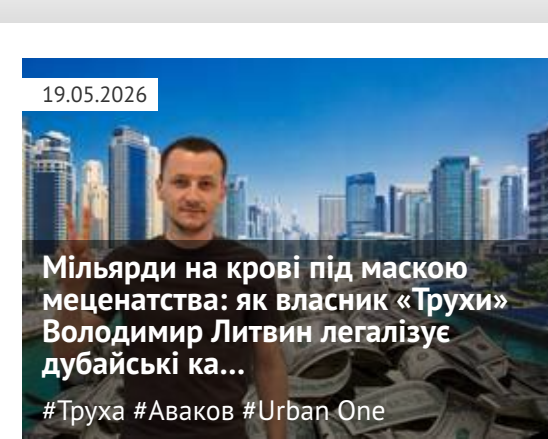 19.05.2026
Мільярди на крові під маскою
меценатства: як власник «Трухи»
Володимир Литвин легалізує
дубайські ка...
#Труха #Аваков #Urban One